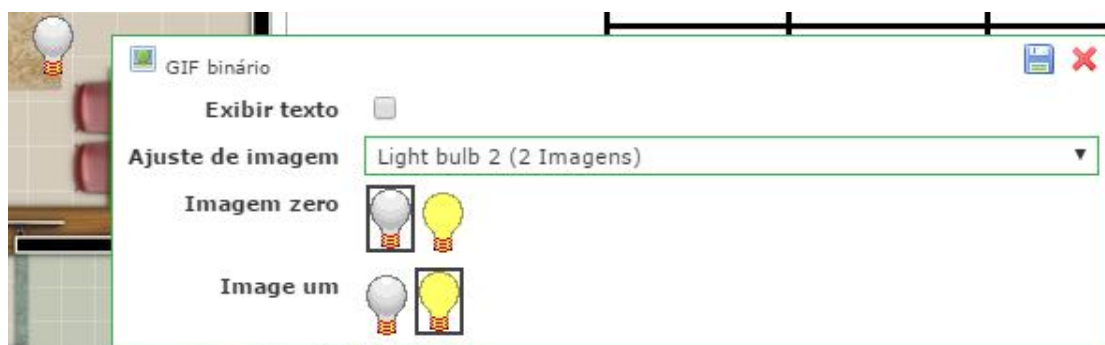 GIF binário
Exibir texto
Ajuste de imagem Light bulb 2 (2 Imagens)
Imagem zero
Image um